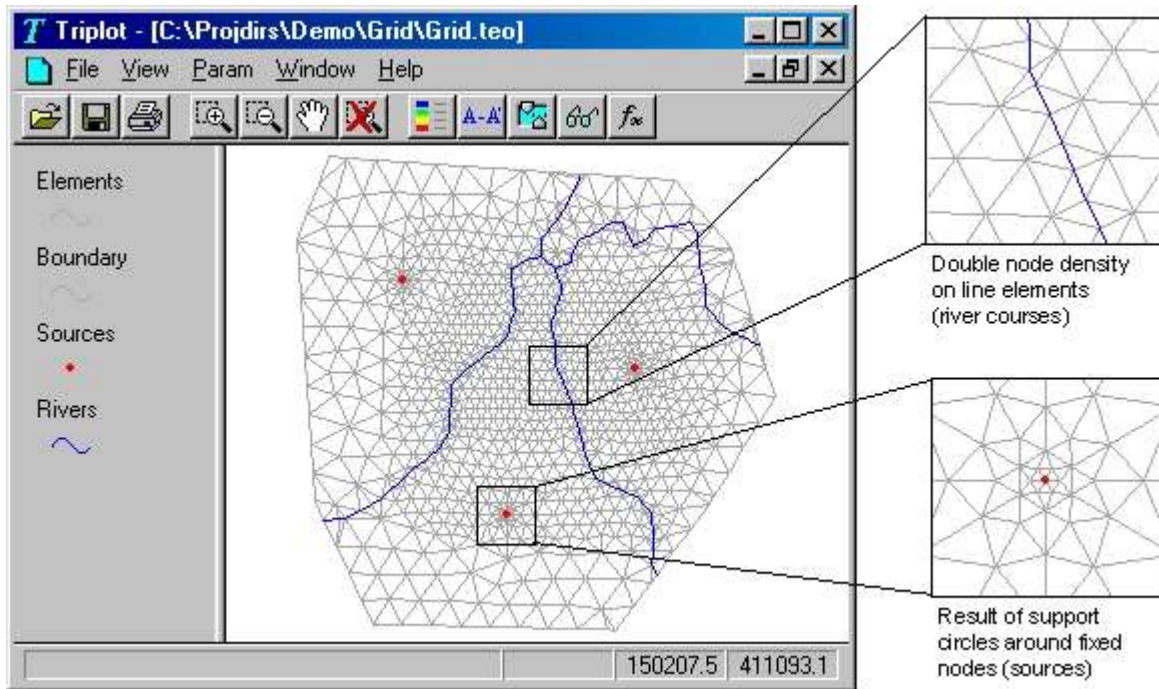 Triplot - [C:\Projdirs\Demo\Grid\Grid.teo]
File View Param Window Help
A-A'
Elements
Boundary
Sources
Rivers
150207.5 411093.1
Double node density
on line elements
(river courses)
Result of support
circles around fixed
nodes (sources)